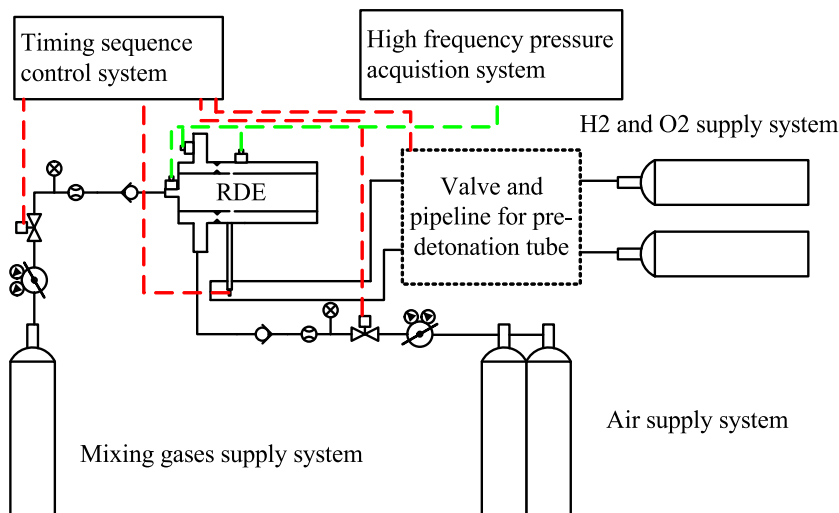 Timing sequence
control system
High frequency pressure
acquistion system
H2 and O2 supply system
RDE
Valve and
pipeline for pre-
detonation tube
Air supply system
Mixing gases supply system